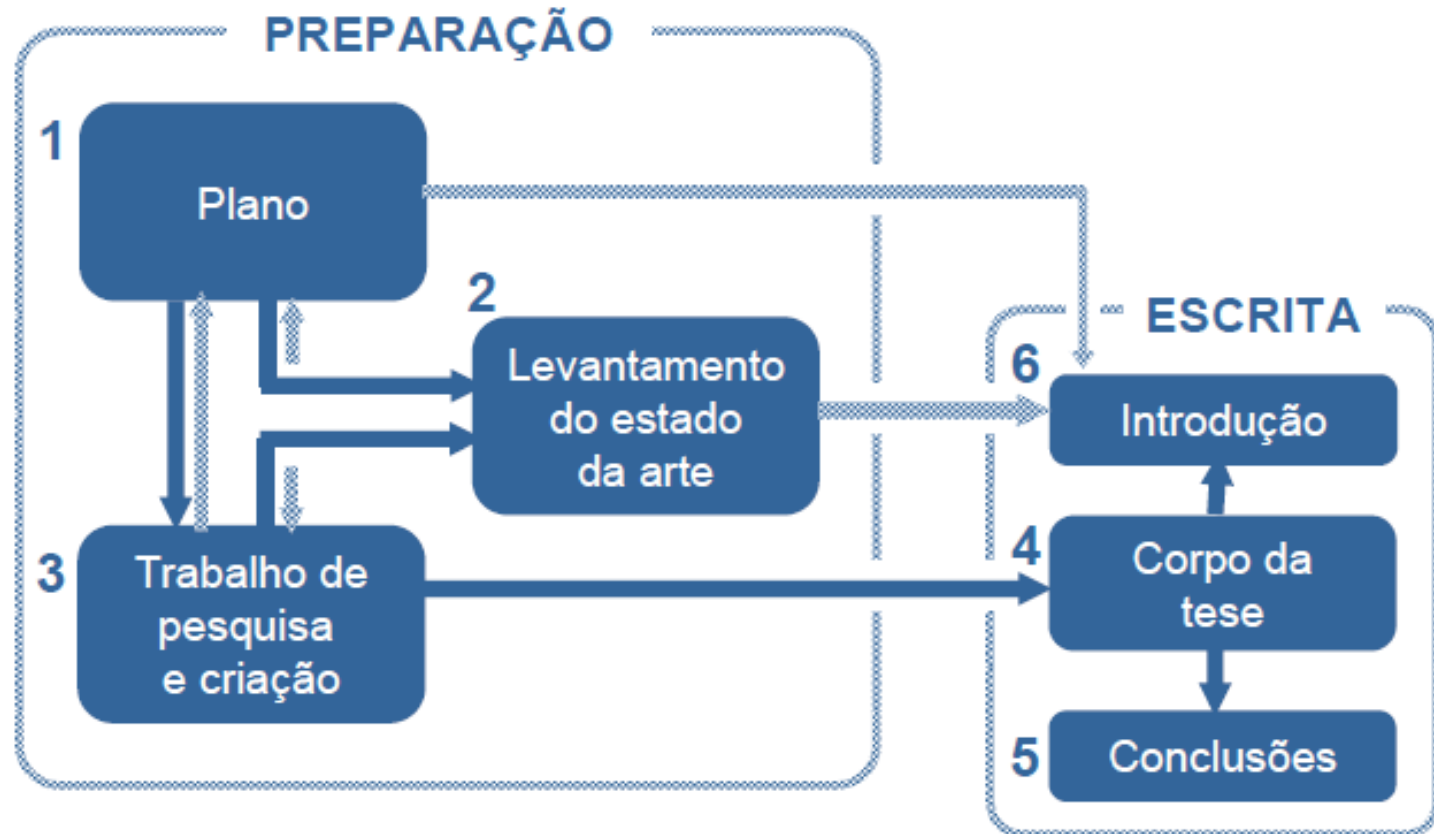 PREPARAÇÃO
1
Plano
2
Levantamento
do estado
da arte
3
Trabalho de
pesquisa
e criação
ESCRITA
6
Introdução
4
Corpo da
tese
5
Conclusões